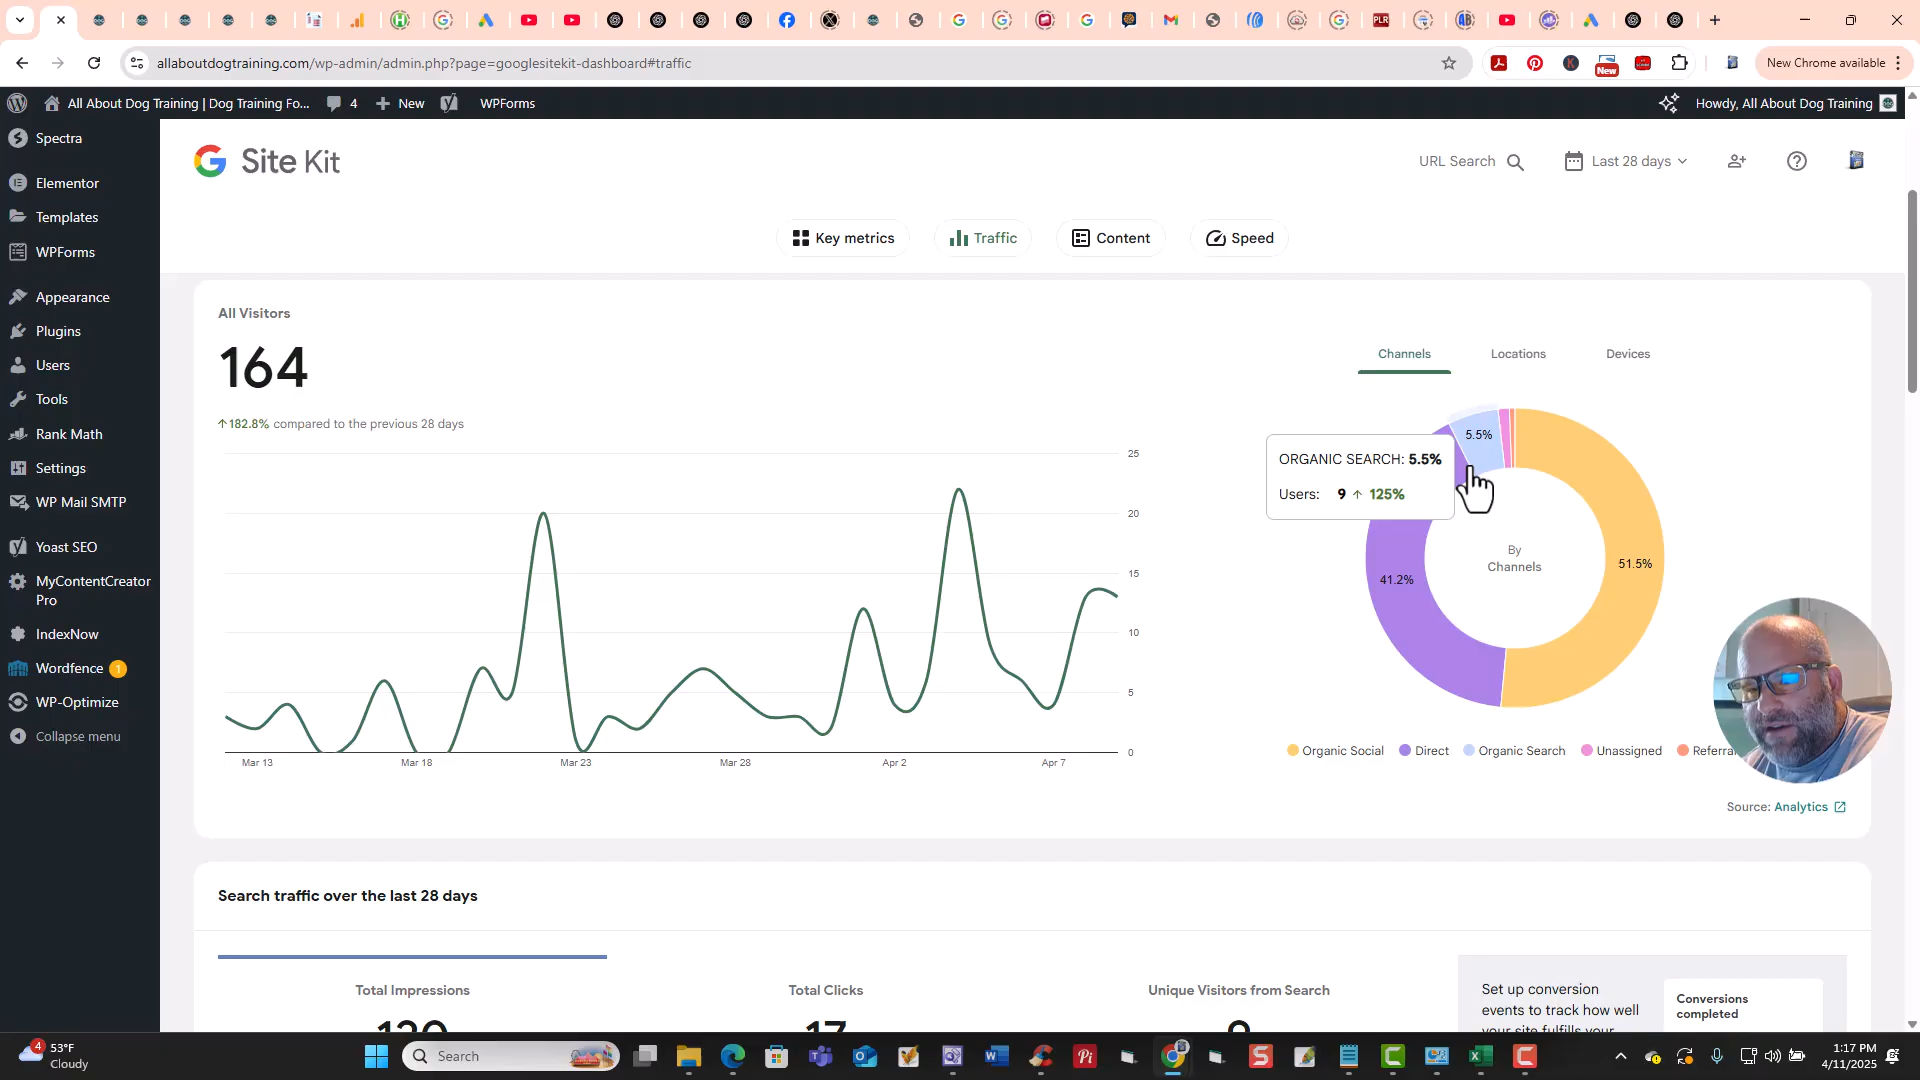 allaboutdogtraining.com/wp-admin/admin.php?page=googlesitekit-dashboard#traffic
New
New Chrome available
All About Dog Training | Dog Training Fo...
4
New
WPForms
Howdy, All About Dog Training
Spectra
Elementor
Templates
WPForms
Appearance
Plugins
Users
Tools
Rank Math
Settings
WP Mail SMTP
Yoast SEO
MyContentCreator
Pro
IndexNow
Wordfence 1
WP-Optimize
Collapse menu
Site Kit
URL Search
Last 28 days
Key metrics
Traffic
Content
Speed
All Visitors
164
182.8% compared to the previous 28 days
25
20
15
10
5
0
Mar 13
Mar 18
Mar 23
Mar 28
Apr 2
Apr 7
Channels
Locations
Devices
5.5%
ORGANIC SEARCH: 5.5%
Users: 9 ↑ 125%
By
Channels
51.5%
41.2%
Organic Social
Direct
Organic Search
Unassigned
Referra
Source: Analytics
Search traffic over the last 28 days
Total Impressions
Total Clicks
17
Unique Visitors from Search
Set up conversion
events to track how well
your site fulfills your
Conversions
completed
4
53°F
Cloudy
Search
1:17 PM
4/11/2025